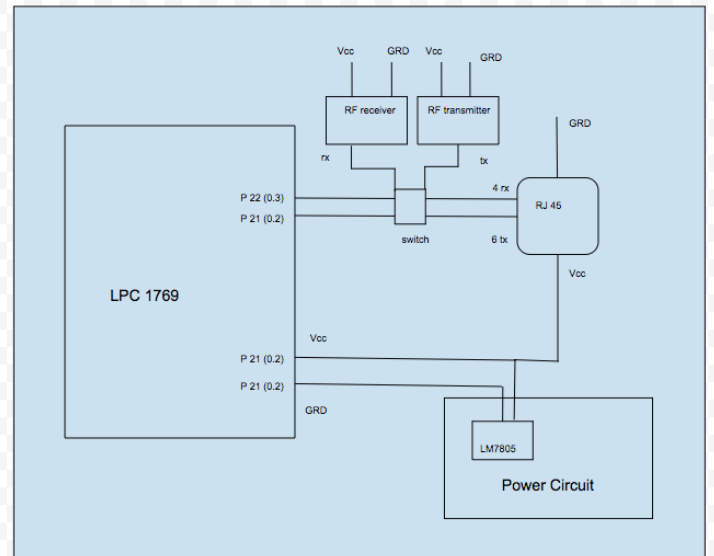 Vcc GRD Vcc GRD
RF receiver RF transmitter
GRD
rx tx
P 22 (0.3) 4 rx
RJ 45
P 21 (0.2)
switch 6 tx
Vcc
LPC 1769
Vcc
P 21 (0.2)
P 21 (0.2)
GRD
LM7805
Power Circuit